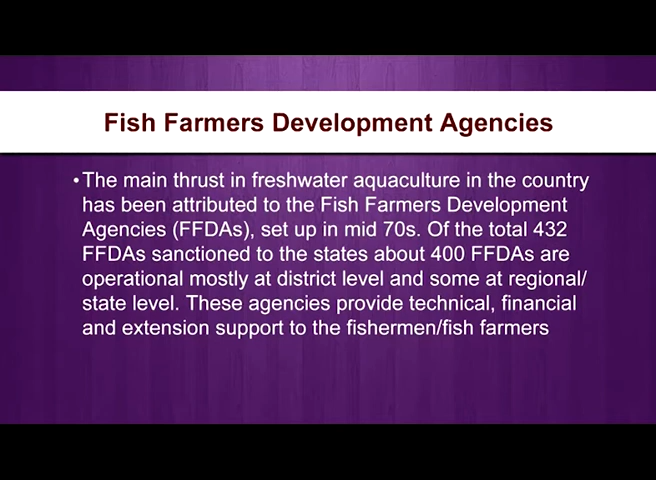 Fish Farmers Development Agencies
•The main thrust in freshwater aquaculture in the country
has been attributed to the Fish Farmers Development
Agencies (FFDAs), set up in mid 70s. Of the total 432
FFDAs sanctioned to the states about 400 FFDAs are
operational mostly at district level and some at regional/
state level. These agencies provide technical, financial
and extension support to the fishermen/fish farmers